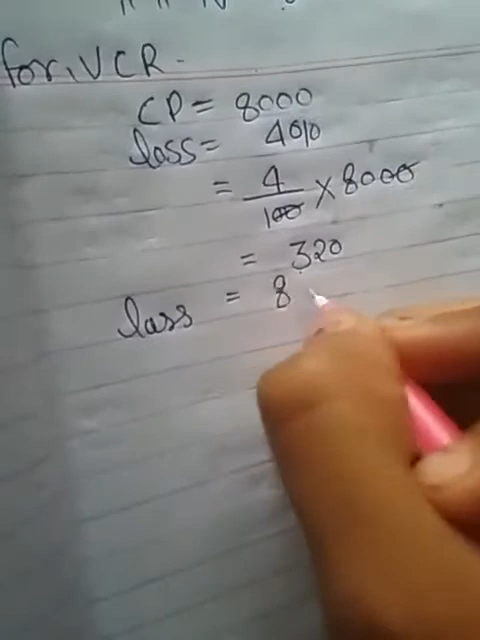 for, VCR -
CP = 8000
loss = 4%
= 4/100 × 8000
= 320
loss = 8